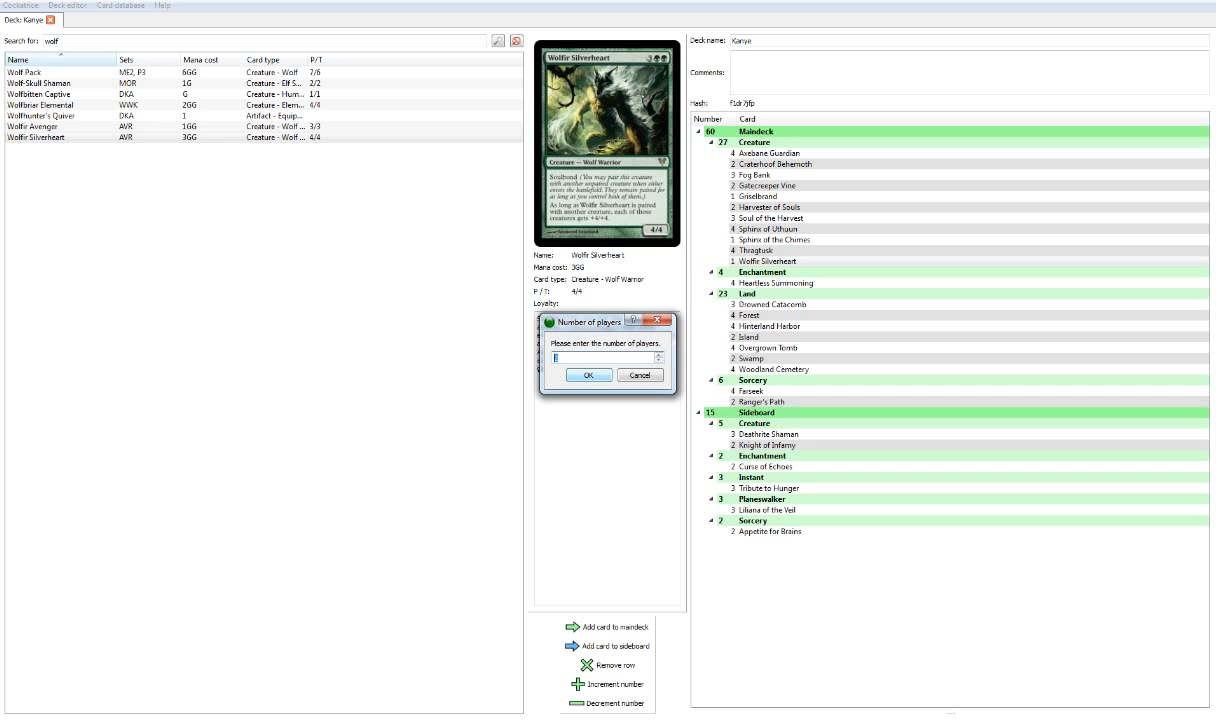 Cockatrice Deck editor Card database Help
Deck: Kanye
Search for: wolf
Name Sets Mana cost Card type P/T
Wolf Pack ME2, P3 6GG Creature - Wolf 7/6
Wolf-Skull Shaman MOR 1G Creature - Elf S... 2/2
Wolfbitten Captive DKA G Creature - Hum... 1/1
Wolfbriar Elemental WWK 2GG Creature - Elem... 4/4
Wolfhunter's Quiver DKA 1 Artifact - Equip...
Wolfir Avenger AVR 1GG Creature - Wolf ... 3/3
Wolfir Silverheart AVR 3GG Creature - Wolf ... 4/4
Wolfir Silverheart 3
Creature — Wolf Warrior
Soulbond (You may pair this creature
with another unpaired creature when either
enters the battlefield. They remain paired for
as long as you control both of them.)
As long as Wolfir Silverheart is paired
with another creature, each of those
creatures gets +4/+4.
4/4
Name: Wolfir Silverheart
Mana cost: 3GG
Card type: Creature - Wolf Warrior
P / T: 4/4
Loyalty:
Number of players
Please enter the number of players.
OK Cancel
Add card to maindeck
Add card to sideboard
Remove row
Increment number
Decrement number
Deck name: Kanye
Comments:
Hash: f1dr7jfp
Number Card
60 Maindeck
27 Creature
4 Axebane Guardian
2 Craterhoof Behemoth
3 Fog Bank
2 Gatecreeper Vine
1 Griselbrand
2 Harvester of Souls
3 Soul of the Harvest
4 Sphinx of Uthuun
1 Sphinx of the Chimes
4 Thragtusk
1 Wolfir Silverheart
4 Enchantment
4 Heartless Summoning
23 Land
3 Drowned Catacomb
4 Forest
4 Hinterland Harbor
2 Island
4 Overgrown Tomb
2 Swamp
4 Woodland Cemetery
6 Sorcery
4 Farseek
2 Ranger's Path
15 Sideboard
5 Creature
3 Deathrite Shaman
2 Knight of Infamy
2 Enchantment
2 Curse of Echoes
3 Instant
3 Tribute to Hunger
3 Planeswalker
3 Liliana of the Veil
2 Sorcery
2 Appetite for Brains